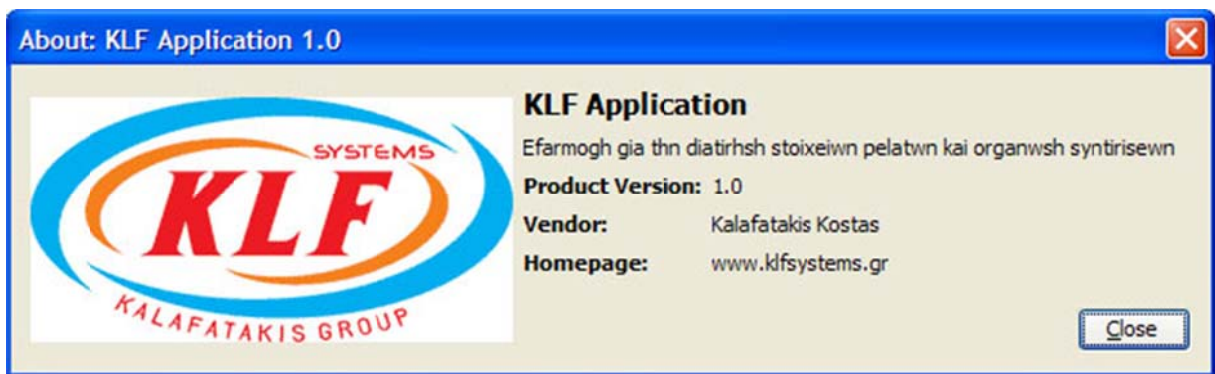 About: KLF Application 1.0
SYSTEMS
KLF
KALAFATAKIS GROUP
KLF Application
Efarmogh gia thn diatirhsh stoixeiwn pelatwn kai organwsh syntirisewn
Product Version: 1.0
Vendor: Kalafatakis Kostas
Homepage: www.klfsystems.gr
Close